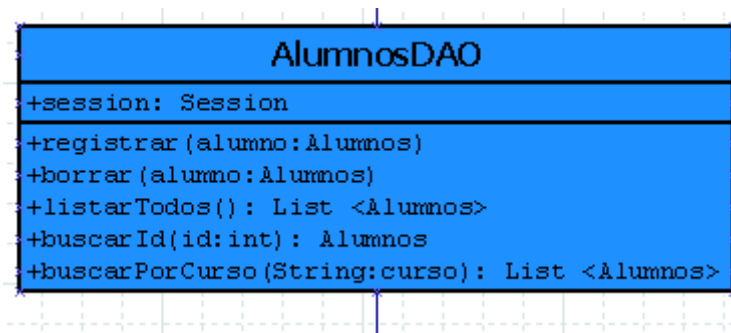 AlumnosDAO
+session: Session
+registrar(alumno:Alumnos)
+borrar(alumno:Alumnos)
+listarTodos(): List <Alumnos>
+buscarId(id:int): Alumnos
+buscarPorCurso(String:curso): List <Alumnos>